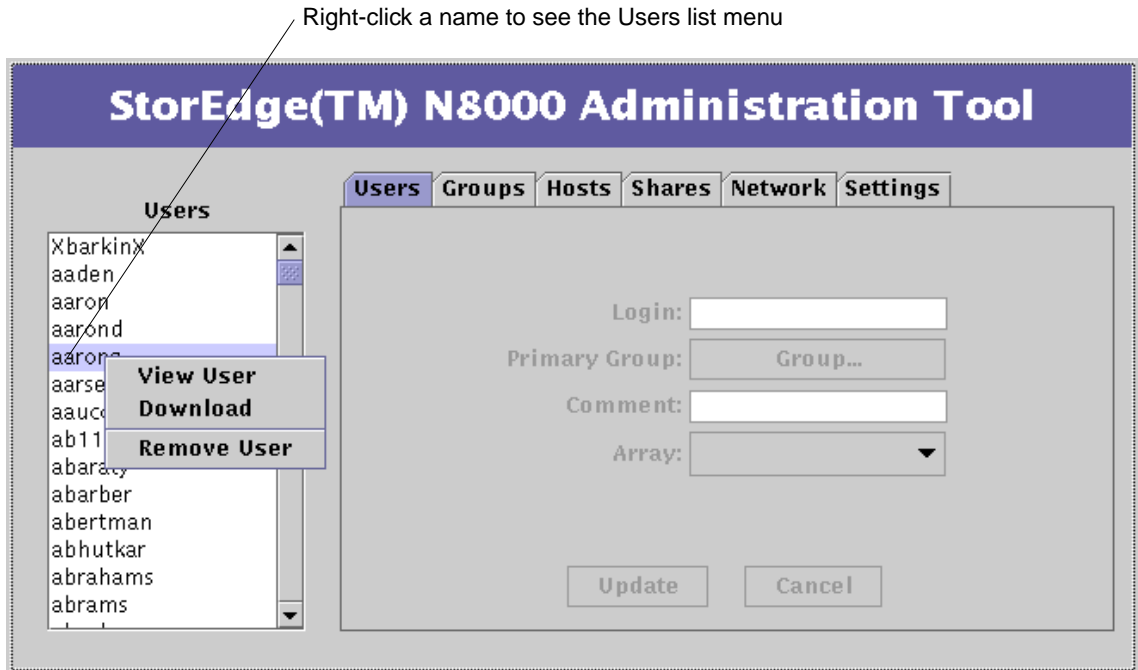 Right-click a name to see the Users list menu
StorEdge(TM) N8000 Administration Tool
Users Groups Hosts Shares Network Settings
Users
XbarkinX
aaden
aaron
aarond
View User
Download
Remove User
abarber
abertman
abhutkar
abrahams
abrams
Login:
Primary Group: Group...
Comment:
Array:
Update Cancel